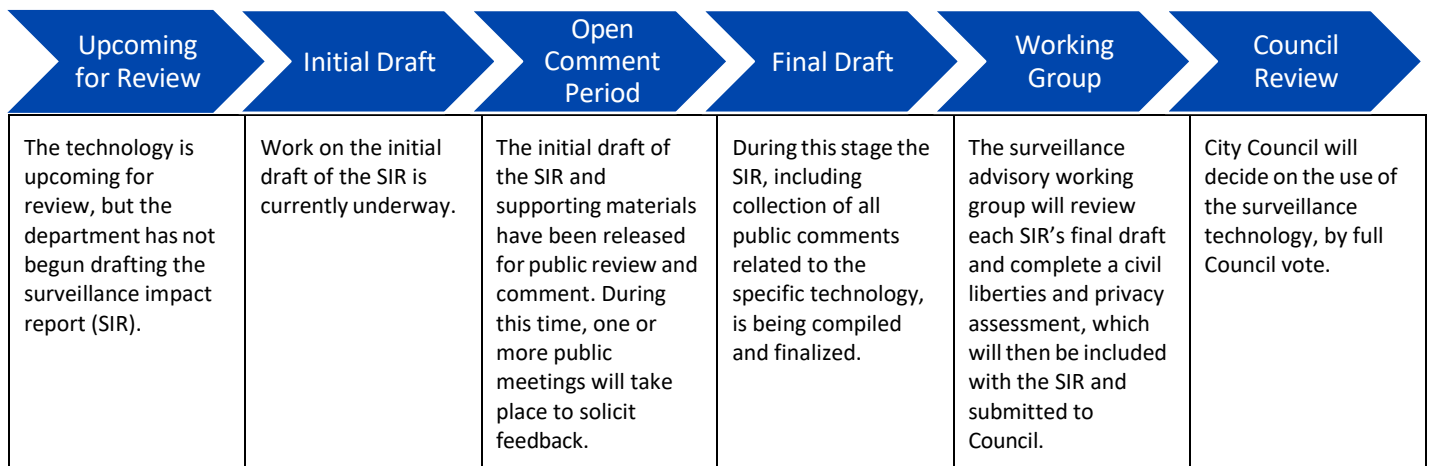 Upcoming
for Review
Initial Draft
Open
Comment
Period
Final Draft
Working
Group
Council
Review
The technology is
upcoming for
review, but the
department has not
begun drafting the
surveillance impact
report (SIR).
Work on the initial
draft of the SIR is
currently underway.
The initial draft of
the SIR and
supporting materials
have been released
for public review and
comment. During
this time, one or
more public
meetings will take
place to solicit
feedback.
During this stage the
SIR, including
collection of all
public comments
related to the
specific technology,
is being compiled
and finalized.
The surveillance
advisory working
group will review
each SIR’s final draft
and complete a civil
liberties and privacy
assessment, which
will then be included
with the SIR and
submitted to
Council.
City Council will
decide on the use of
the surveillance
technology, by full
Council vote.